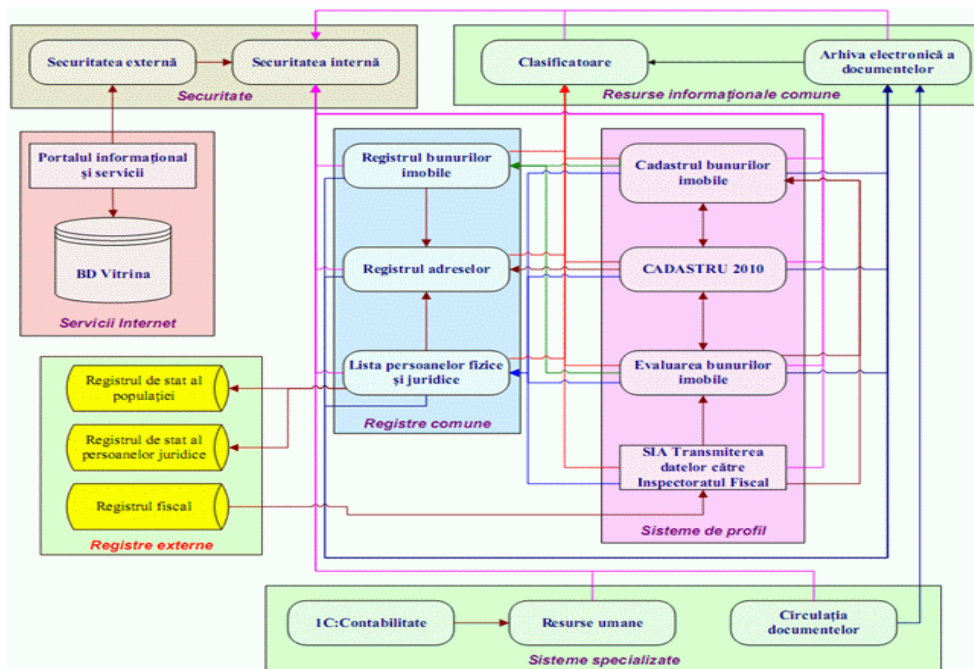 Securitatea externă
Securitatea internă
Securitate
Clasificatoare
Arhiva electronică a
documentelor
Resurse informaționale comune
Portalul informațional
și servicii
BD Vitrina
Servicii Internet
Registrul bunurilor
imobile
Registrul adreselor
Lista persoanelor fizice
și juridice
Registre comune
Cadastrul bunurilor
imobile
CADASTRU 2010
Evaluarea bunurilor
imobile
SIA Transmiterea
datelor către
Inspectoratul Fiscal
Sisteme de profil
Registrul de stat al
populației
Registrul de stat al
persoanelor juridice
Registrul fiscal
Registre externe
1C:Contabilitate
Resurse umane
Circulația
documentelor
Sisteme specializate